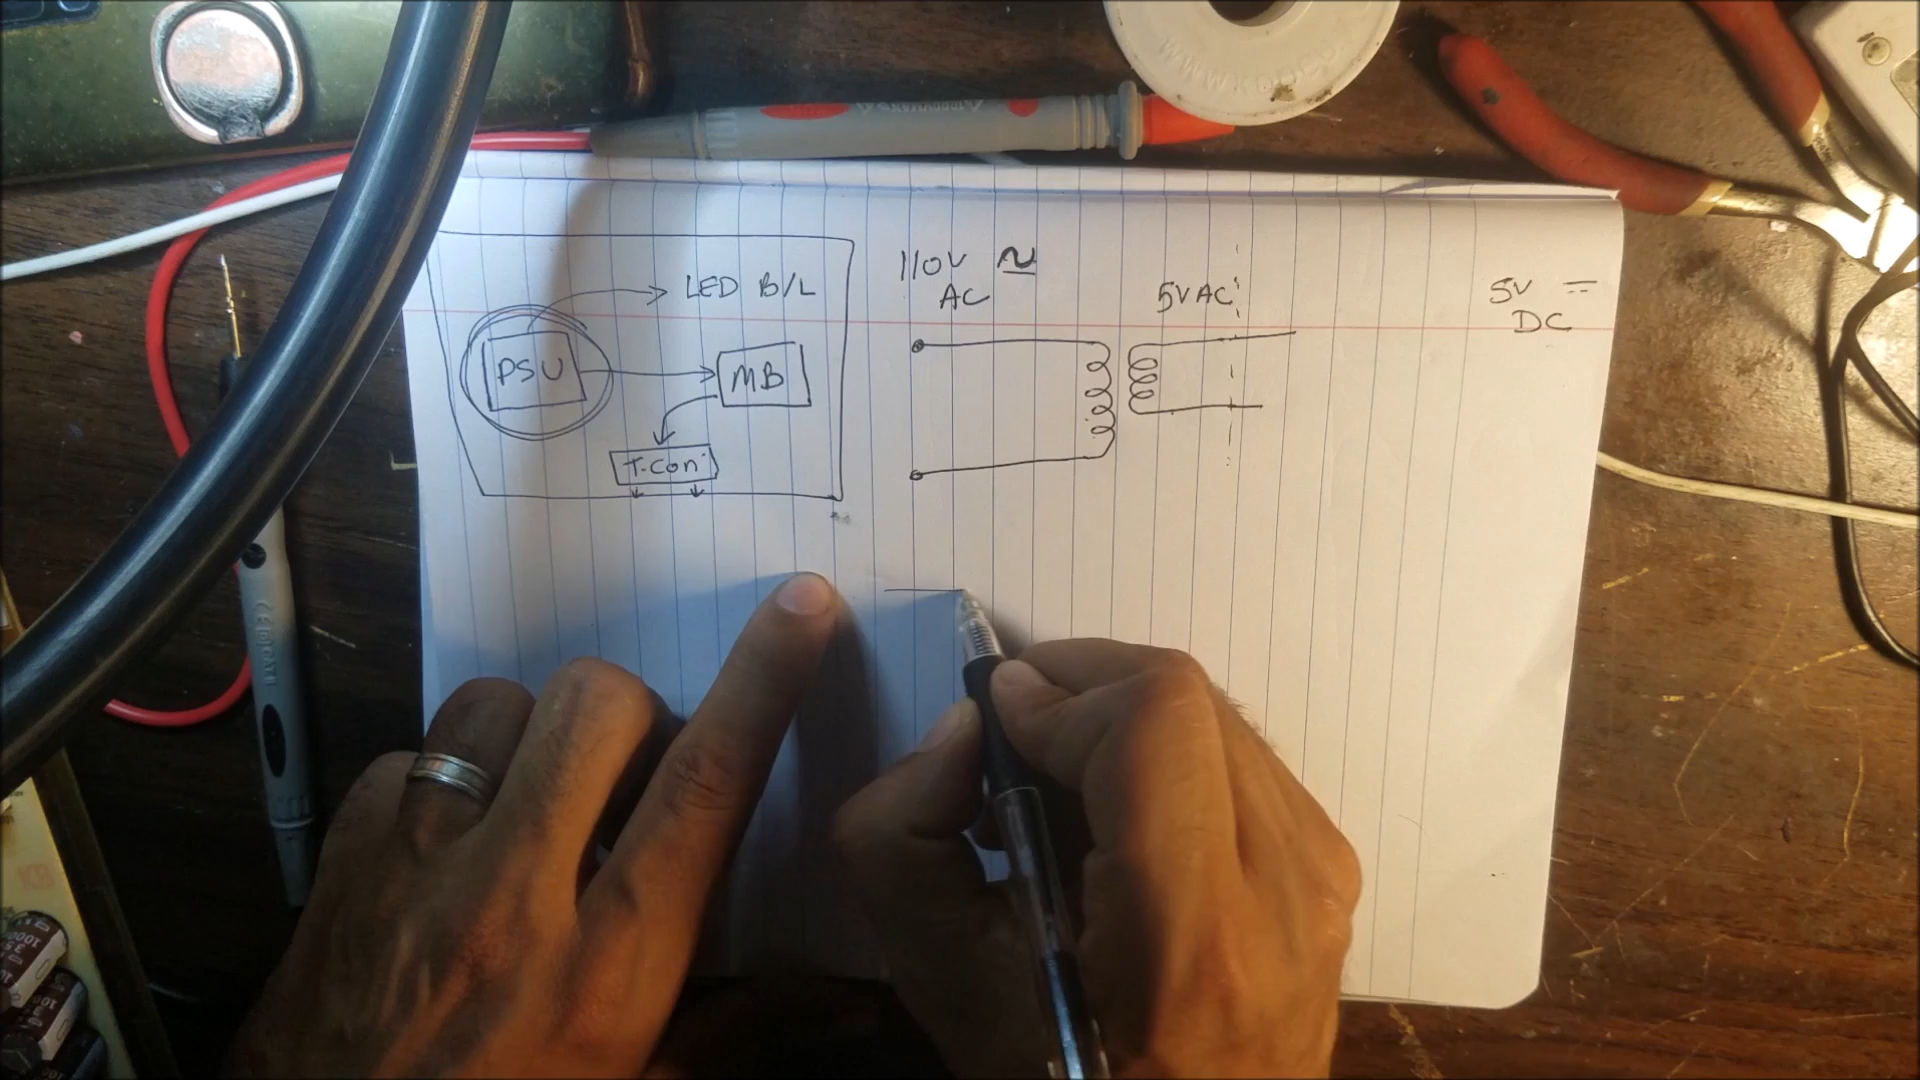 LED B/L
PSU
MB
T-Con
110V ~
AC
5VAC
5V =
DC